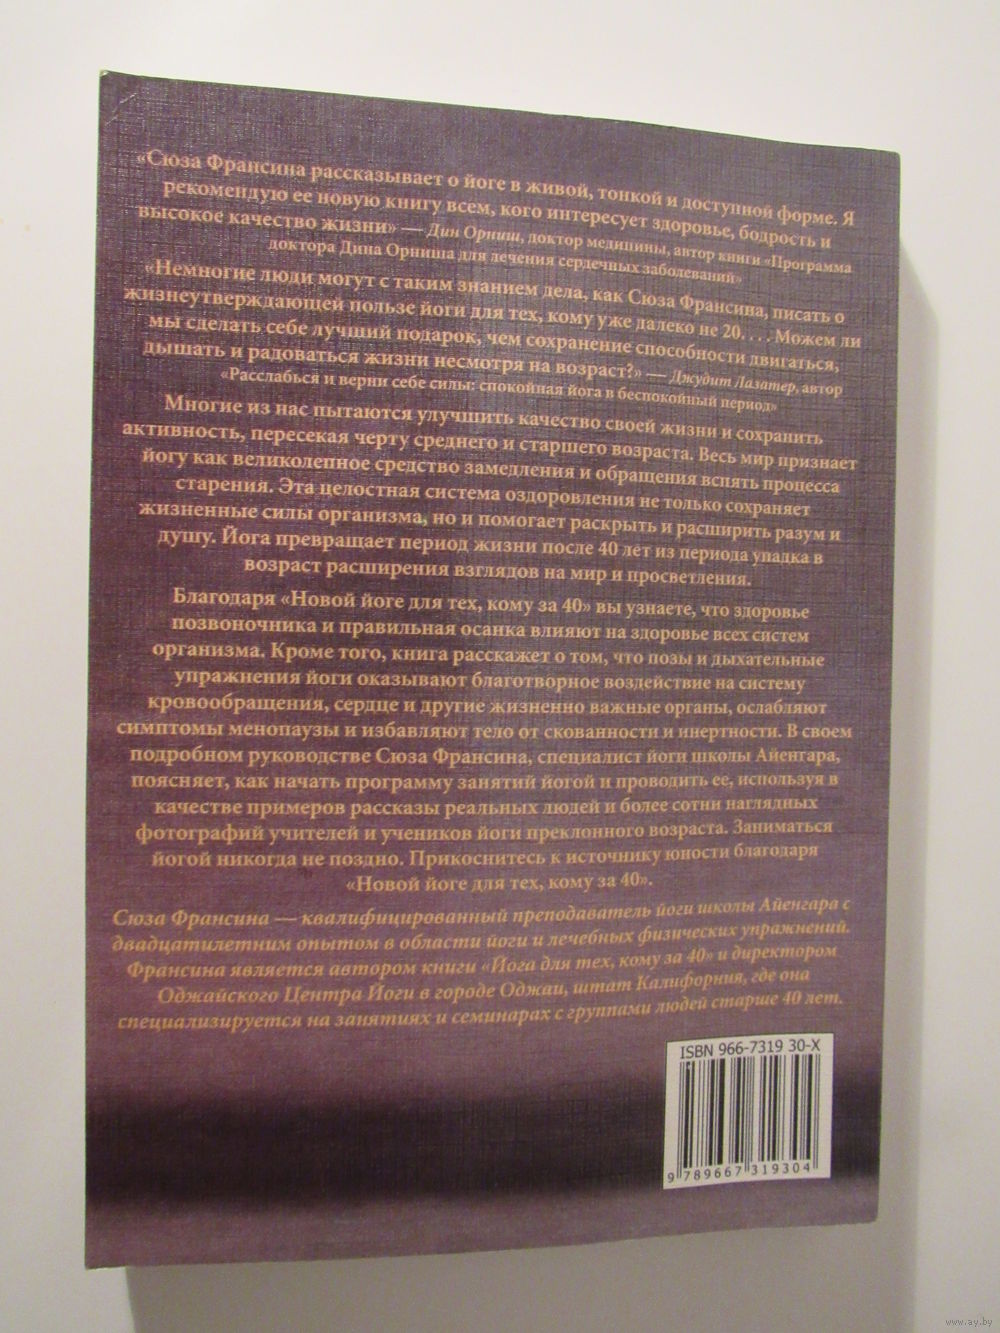 «Сюза Франсина рассказывает о йоге в живой, тонкой и доступной форме. Я
рекомендую ее новую книгу всем, кого интересует здоровье, бодрость и
высокое качество жизни» — Дин Орниш, доктор медицины, автор книги «Программа
доктора Дина Орниша для лечения сердечных заболеваний»
«Немногие люди могут с таким знанием дела, как Сюза Франсина, писать о
жизнеутверждающей пользе йоги для тех, кому уже далеко не 20. . . . Можем ли
мы сделать себе лучший подарок, чем сохранение способности двигаться,
дышать и радоваться жизни несмотря на возраст?» — Джудит Лазатер, автор
«Расслабься и верни себе силы: спокойная йога в беспокойный период»
Многие из нас пытаются улучшить качество своей жизни и сохранить
активность, пересекая черту среднего и старшего возраста. Весь мир признает
йогу как великолепное средство замедления и обращения вспять процесса
старения. Эта целостная система оздоровления не только сохраняет
жизненные силы организма, но и помогает раскрыть и расширить разум и
душу. Йога превращает период жизни после 40 лет из периода упадка в
возраст расширения взглядов на мир и просветления.
Благодаря «Новой йоге для тех, кому за 40» вы узнаете, что здоровье
позвоночника и правильная осанка влияют на здоровье всех систем
организма. Кроме того, книга расскажет о том, что позы и дыхательные
упражнения йоги оказывают благотворное воздействие на систему
кровообращения, сердце и другие жизненно важные органы, ослабляют
симптомы менопаузы и избавляют тело от скованности и инертности. В своем
подробном руководстве Сюза Франсина, специалист йоги школы Айенгара,
поясняет, как начать программу занятий йогой и проводить ее, используя в
качестве примеров рассказы реальных людей и более сотни наглядных
фотографий учителей и учеников йоги преклонного возраста. Заниматься
йогой никогда не поздно. Прикоснитесь к источнику юности благодаря
«Новой йоге для тех, кому за 40».
Сюза Франсина — квалифицированный преподаватель йоги школы Айенгара с
двадцатилетним опытом в области йоги и лечебных физических упражнений.
Франсина является автором книги «Йога для тех, кому за 40» и директором
Оджайского Центра Йоги в городе Оджаи, штат Калифорния, где она
специализируется на занятиях и семинарах с группами людей старше 40 лет.
ISBN 966-7319 30-X
9 789667 319304
www.ay.by